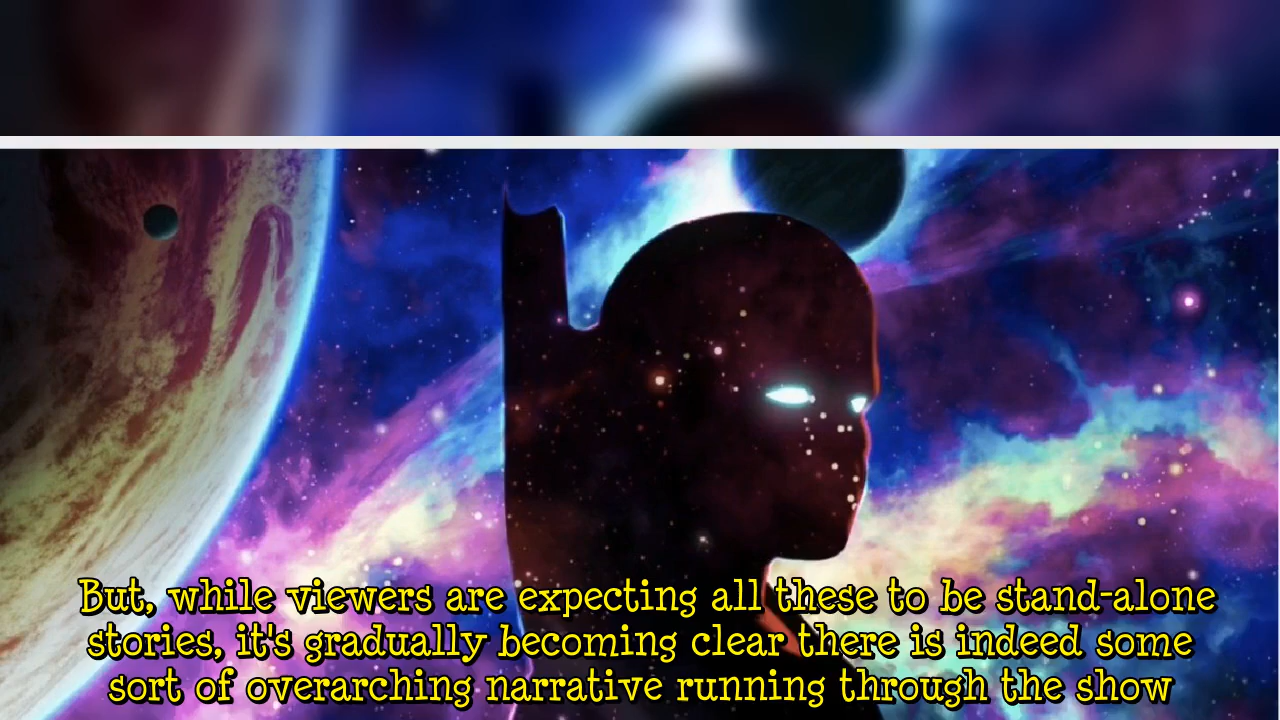 But, while viewers are expecting all these to be stand-alone
stories, it's gradually becoming clear there is indeed some
sort of overarching narrative running through the show